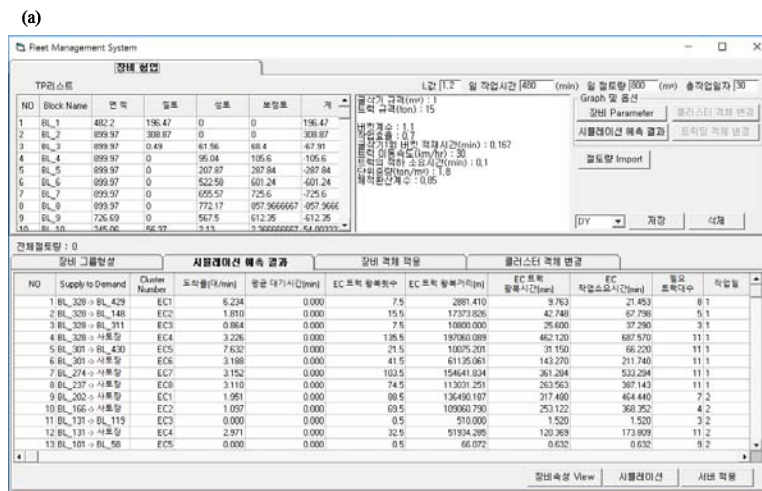 (a)
Fleet Management System
장비 협업
TP리스트
L값 1.2 일 작업시간 480 (min) 일 절토량 800 (m³) 총작업일자 30
NO Block Name 면 적 절토 성토 보정토 계
1 BL_1 482.2 196.47 0 0 196.47
2 BL_2 899.97 308.87 0 0 308.87
3 BL_3 899.97 0.49 61.56 68.4 -67.91
4 BL_4 899.97 0 95.04 105.6 -105.6
5 BL_5 899.97 0 207.87 287.84 -287.84
6 BL_6 899.97 0 522.58 601.24 -601.24
7 BL_7 899.97 0 655.57 725.6 -725.6
8 BL_8 899.97 0 772.17 857.9666667 -857.9666
9 BL_9 726.69 0 567.5 612.35 -612.35
10 BL_10 245.06 56.37 2.13 2.366666667 54.00333
굴삭기 규격(m³) : 1
트럭 규격(ton) : 15
버킷계수 : 1.1
작업효율 : 0.7
굴삭기1회 버킷 적재시간(min) : 0.167
트럭 이동속도(km/hr) : 30
트럭의 적하 소요시간(min) : 0.1
단위중량(ton/m³) : 1.8
체적환산계수 : 0.85
Graph 및 옵션
장비 Parameter 클러스터 객체 변경
시뮬레이션 예측 결과 트럭당 객체 변경
절토량 Import
DY 저장 삭제
전체절토량 : 0
장비 그룹형성 시뮬레이션 예측 결과 장비 객체 적용 클러스터 객체 변경
NO Supply to Demand Cluster Number 도착률(대/min) 평균 대기시간(min) EC 트럭 왕복횟수 EC 트럭 왕복거리(m) EC 트럭 왕복시간(min) EC 작업소요시간(min) 필요 트럭대수 작업일
1 BL_328 -> BL_429 EC1 6.234 0.000 7.5 2881.410 9.763 21.453 8 1
2 BL_328 -> BL_148 EC2 1.810 0.000 15.5 17373.826 42.748 67.798 5 1
3 BL_328 -> BL_311 EC3 0.864 0.000 7.5 10800.000 25.600 37.290 3 1
4 BL_328 -> 사토장 EC4 3.226 0.000 135.5 197060.089 462.120 687.570 11 1
5 BL_301 -> BL_430 EC5 7.632 0.000 21.5 10075.201 31.150 66.220 11 1
6 BL_301 -> 사토장 EC6 3.188 0.000 41.5 61135.061 143.270 211.740 11 1
7 BL_274 -> 사토장 EC7 3.152 0.000 103.5 154641.834 361.284 533.294 11 1
8 BL_237 -> 사토장 EC8 3.110 0.000 74.5 113031.251 263.563 387.143 11 1
9 BL_202 -> 사토장 EC1 1.951 0.000 88.5 136490.187 317.480 464.440 7 2
10 BL_166 -> 사토장 EC2 1.097 0.000 69.5 109060.790 253.122 368.352 4 2
11 BL_131 -> BL_119 EC3 0.000 0.000 0.5 510.000 1.520 1.520 3 2
12 BL_131 -> 사토장 EC4 2.971 0.000 32.5 51934.285 120.369 173.809 11 2
13 BL_101 -> BL_58 EC5 0.000 0.000 0.5 66.072 0.632 0.632 9 2
장비속성 View 시뮬레이션 서버 적용